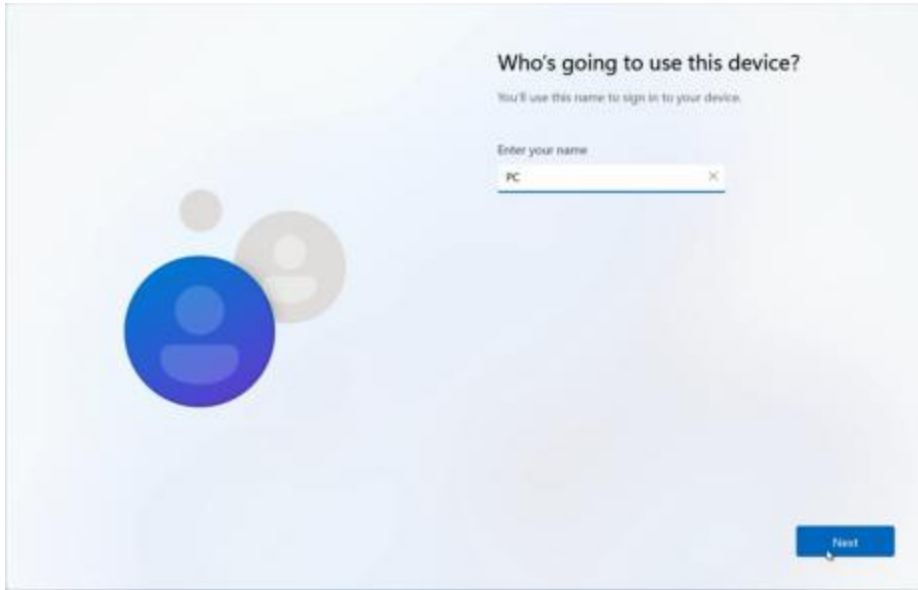 Who's going to use this device?
You'll use this name to sign in to your device.
Enter your name
PC
Next